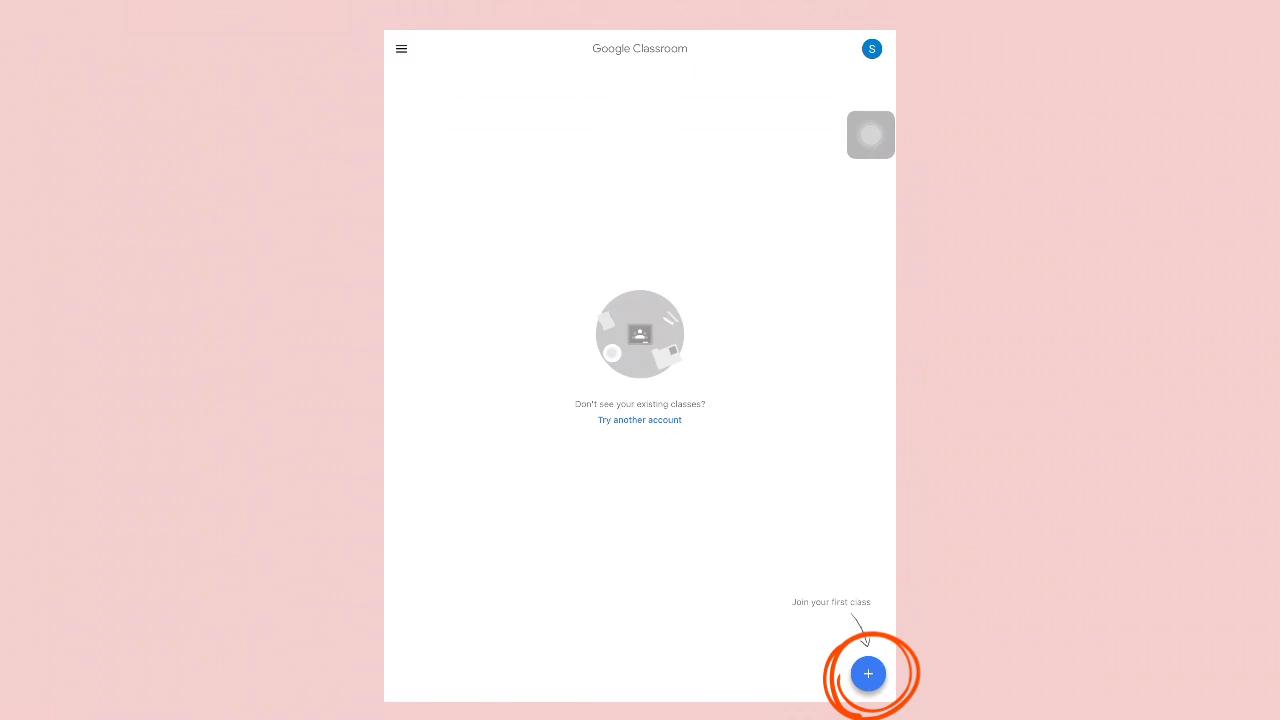 Google Classroom
S
Don't see your existing classes?
Try another account
Join your first class
+